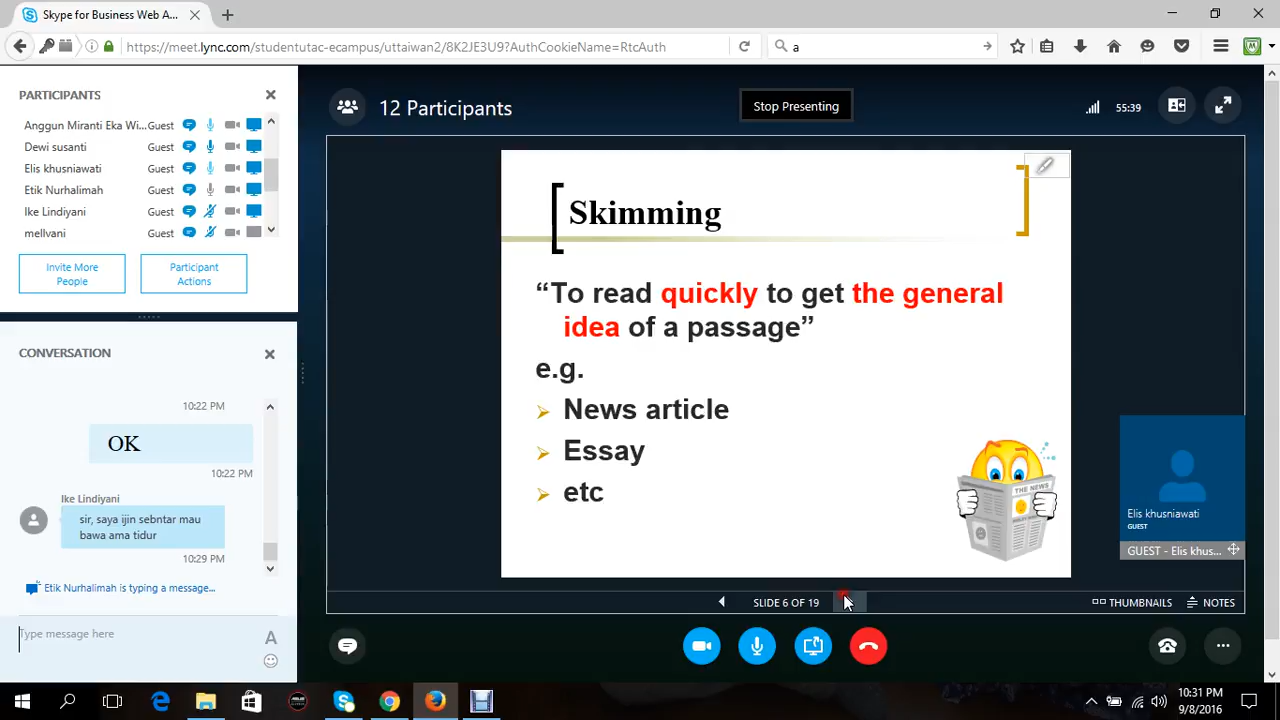 Skype for Business Web A...
https://meet.lync.com/studentutac-ecampus/uttaiwan2/8K2JE3U9?AuthCookieName=RtcAuth
a
PARTICIPANTS
Anggun Miranti Eka Wi... Guest
Dewi susanti Guest
Elis khusniawati Guest
Etik Nurhalimah Guest
Ike Lindiyani Guest
mellvani Guest
Invite More
People
Participant
Actions
CONVERSATION
10:22 PM
OK
10:22 PM
Ike Lindiyani
sir, saya ijin sebntar mau
bawa ama tidur
10:29 PM
Etik Nurhalimah is typing a message...
Type message here
A
12 Participants
Stop Presenting
55:39
Skimming
“To read quickly to get the general
idea of a passage”
e.g.
News article
Essay
etc
THE NEWS
Elis khusniawati
GUEST
GUEST - Elis khus...
SLIDE 6 OF 19
THUMBNAILS
NOTES
10:31 PM
9/8/2016